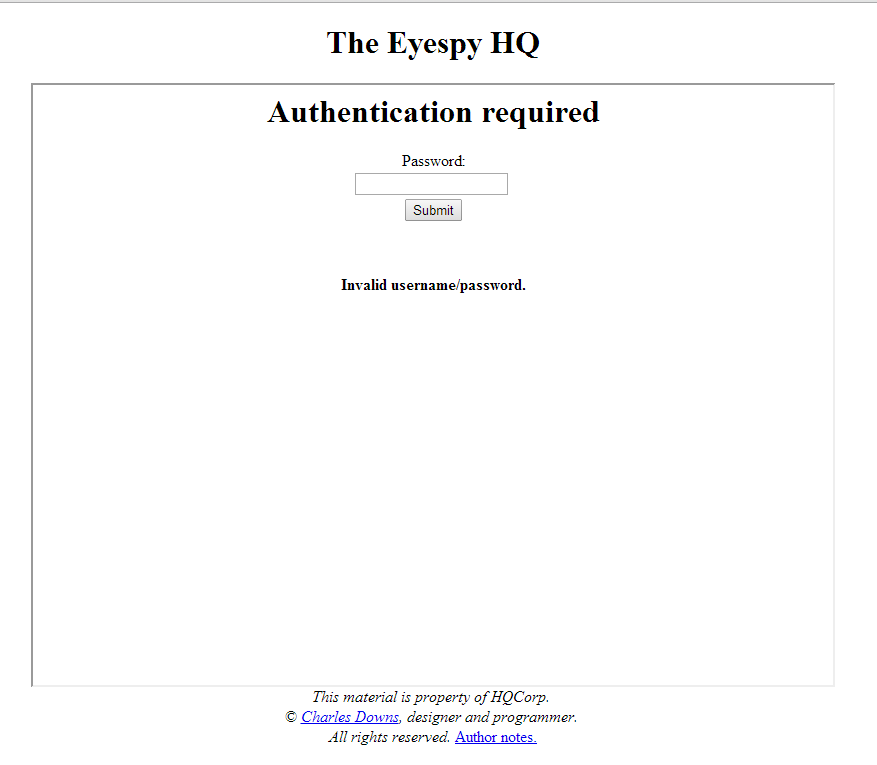 The Eyespy HQ
Authentication required
Password:
Submit
Invalid username/password.
This material is property of HQCorp.
© Charles Downs, designer and programmer.
All rights reserved. Author notes.